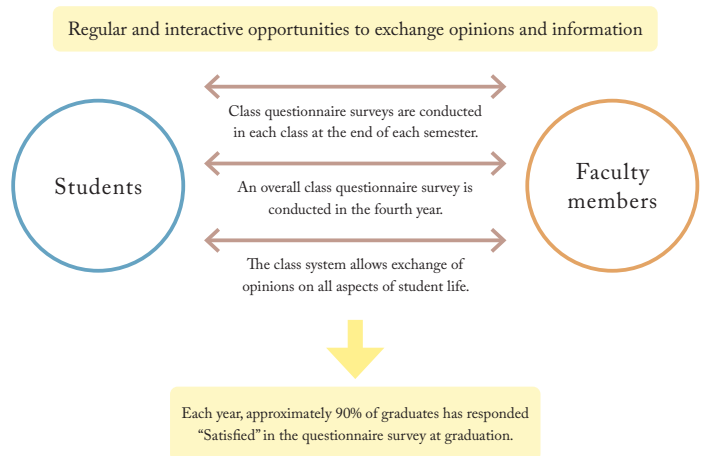 Regular and interactive opportunities to exchange opinions and information
Class questionnaire surveys are conducted
in each class at the end of each semester.
Students
An overall class questionnaire survey is
conducted in the fourth year.
Faculty
members
The class system allows exchange of
opinions on all aspects of student life.
Each year, approximately 90% of graduates has responded
“Satisfied” in the questionnaire survey at graduation.